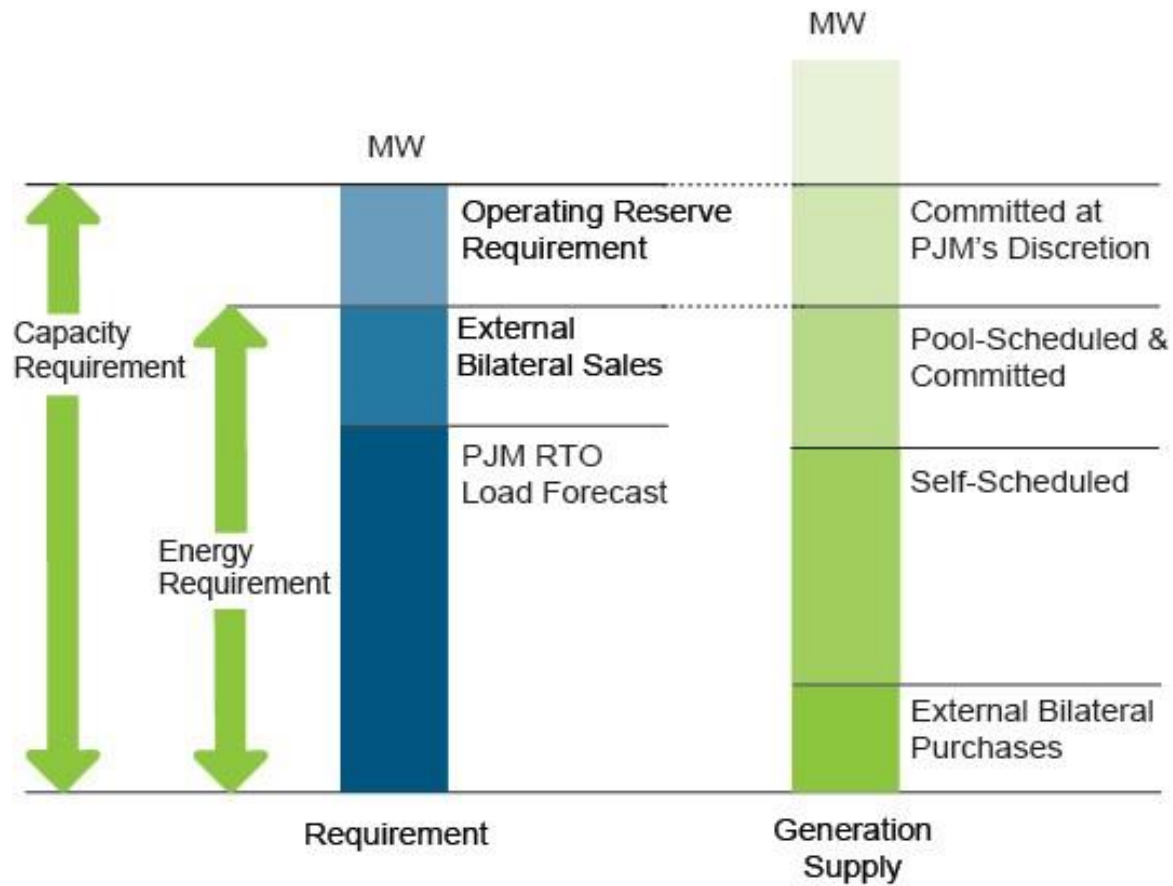 MW
MW
Operating Reserve
Requirement
Committed at
PJM's Discretion
Capacity
Requirement
External
Bilateral Sales
Pool-Scheduled &
Committed
PJM RTO
Load Forecast
Self-Scheduled
Energy
Requirement
External Bilateral
Purchases
Requirement
Generation
Supply